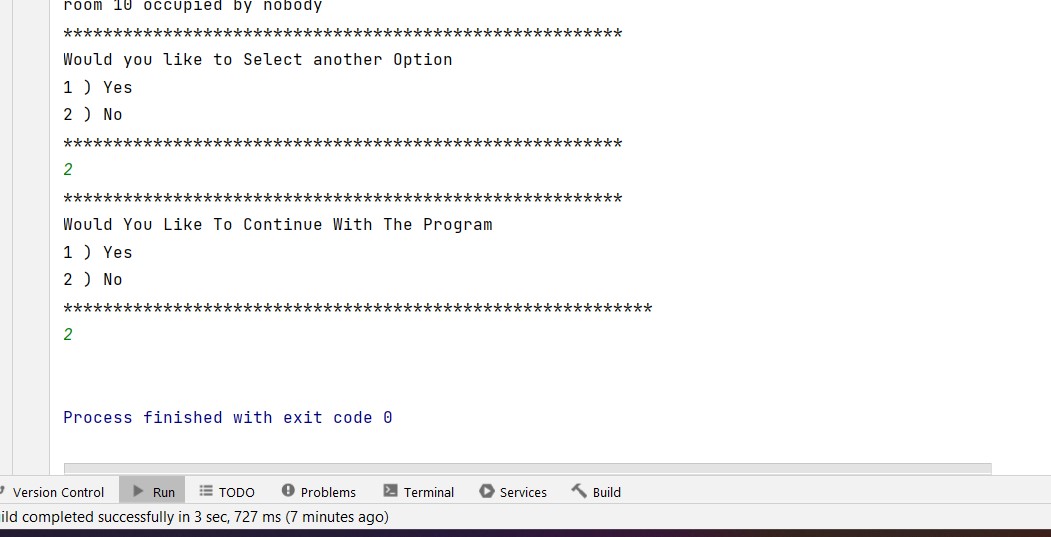 room 10 occupied by nobody
********************************************************
Would you like to Select another Option
1 ) Yes
2 ) No
********************************************************
2
********************************************************
Would You Like To Continue With The Program
1 ) Yes
2 ) No
***********************************************************
2
Process finished with exit code 0
Version Control Run TODO Problems Terminal Services Build
ild completed successfully in 3 sec, 727 ms (7 minutes ago)